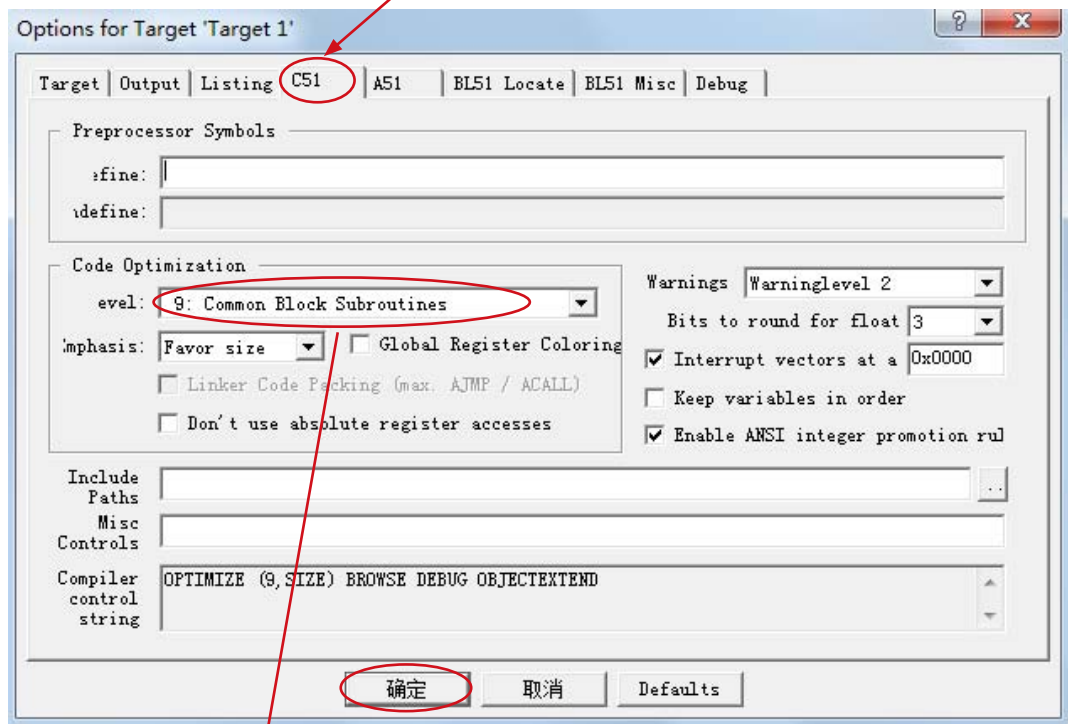 Options for Target 'Target 1'
Target Output Listing C51 A51 BL51 Locate BL51 Misc Debug
Preprocessor Symbols
efine:
ndefine:
Code Optimization
evel: 9: Common Block Subroutines
Emphasis: Favor size Global Register Coloring
Linker Code Packing (max. AJMP / ACALL)
Don't use absolute register accesses
Warnings Warninglevel 2
Bits to round for float 3
Interrupt vectors at a 0x0000
Keep variables in order
Enable ANSI integer promotion rul
Include
Paths
..
Misc
Controls
Compiler
control
string
OPTIMIZE (9,SIZE) BROWSE DEBUG OBJECTEXTEND
确定 取消 Defaults